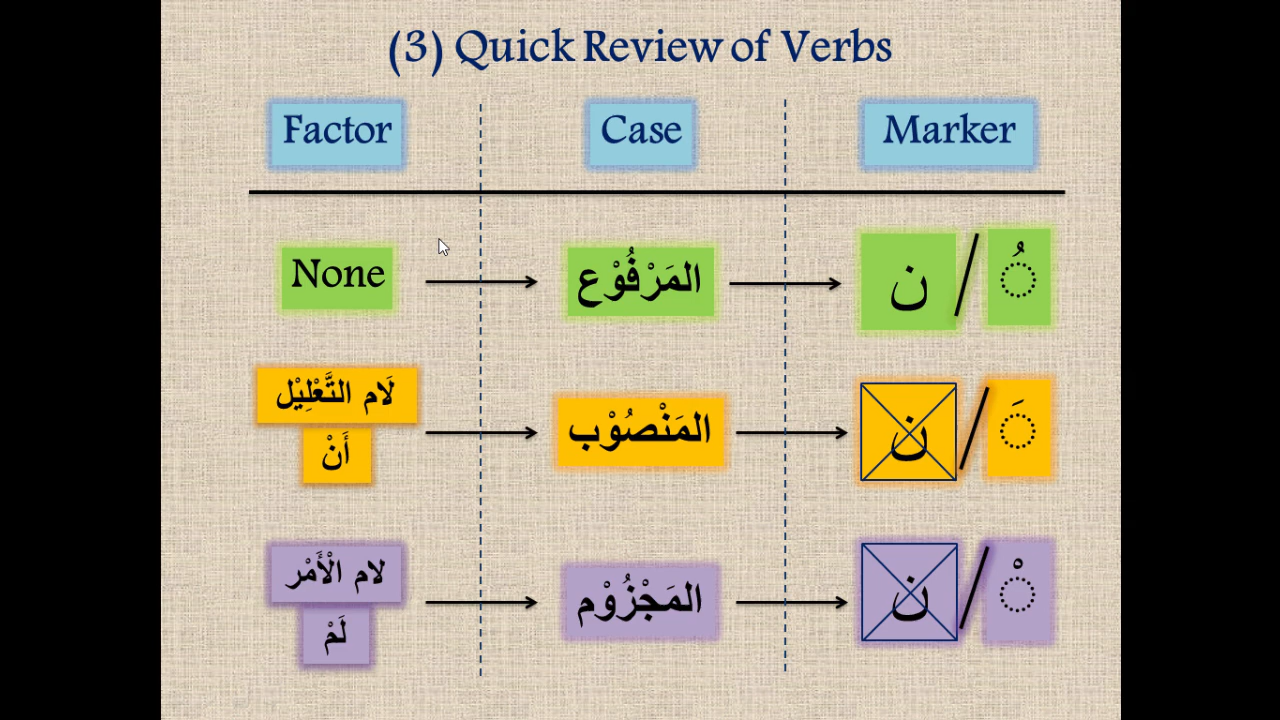 (3) Quick Review of Verbs
Factor Case Marker
None المَرْفُوْع ن / ◌ُ
لَام التَّعْلِيْل
أَنْ
المَنْصُوْب ن / ◌َ
لام الْأَمْر
لَمْ
المَجْزُوْم ن / ◌ْ